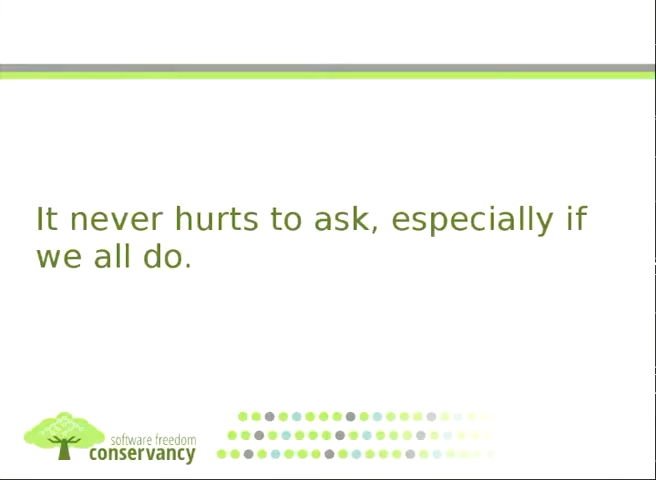 It never hurts to ask, especially if
we all do.
software freedom
conservancy